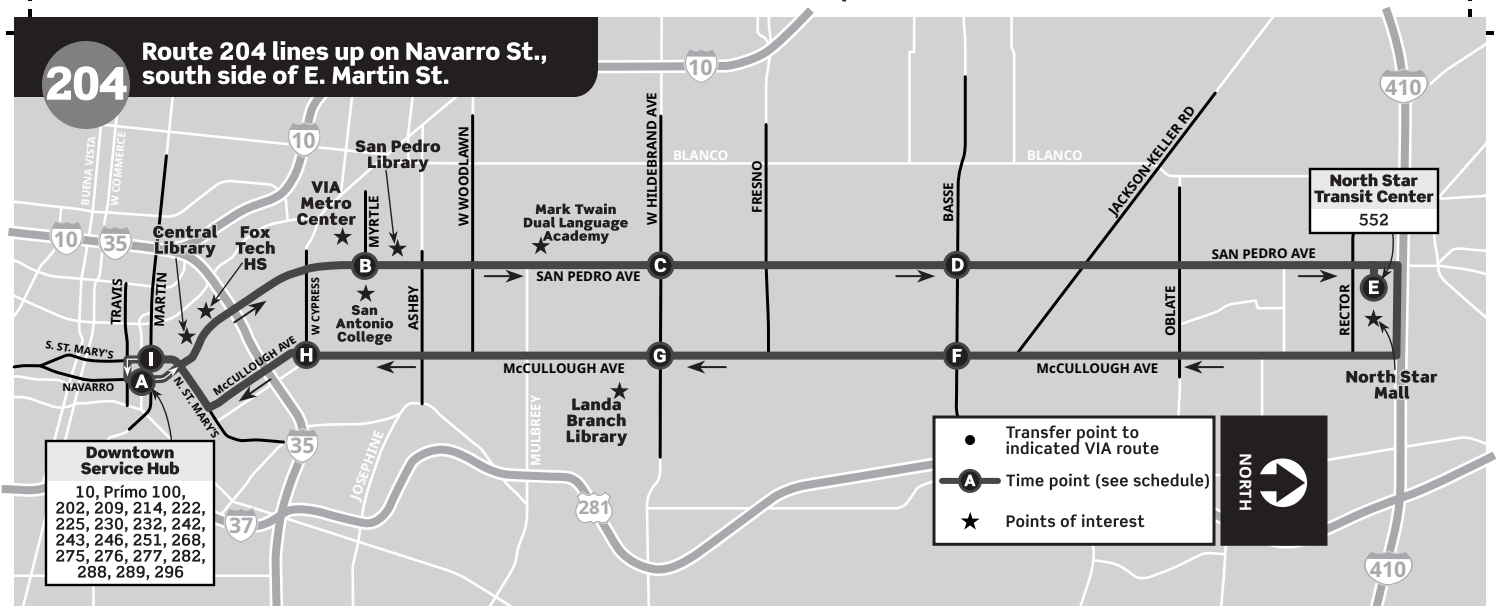 204
Route 204 lines up on Navarro St.,
south side of E. Martin St.
10
410
10
BUENA VISTA
W COMMERCE
San Pedro
Library
VIA
Metro
Center
MYRTLE
W WOODLAWN
Mark Twain
Dual Language
Academy
W HILDEBRAND AVE
BLANCO
FRESNO
BASSE
BLANCO
JACKSON-KELLER RD
North Star
Transit Center
552
10
35
Central
Library
Fox
Tech
HS
B
SAN PEDRO AVE
C
D
SAN PEDRO AVE
E
TRAVIS
MARTIN
W CYPRESS
San
Antonio
College
ASHBY
OBLATE
RECTOR
S. ST. MARY'S
I
A
NAVARRO
N. ST. MARY'S
McCULLOUGH AVE
H
McCULLOUGH AVE
G
F
McCULLOUGH AVE
North Star
Mall
Landa
Branch
Library
35
JOSEPHINE
MULBREEY
281
37
Downtown
Service Hub
10, Prímo 100,
202, 209, 214, 222,
225, 230, 232, 242,
243, 246, 251, 268,
275, 276, 277, 282,
288, 289, 296
Transfer point to
indicated VIA route
A
Time point (see schedule)
Points of interest
NORTH
410